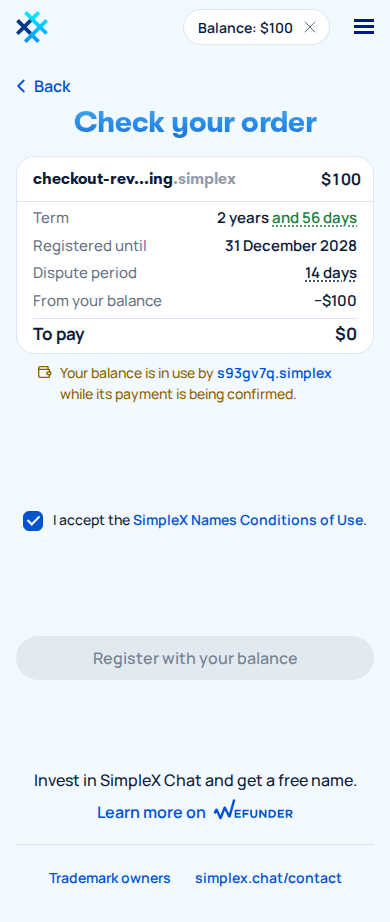 Balance: $100
Back
Check your order
checkout-rev...ing.simplex $100
Term 2 years and 56 days
Registered until 31 December 2028
Dispute period 14 days
From your balance −$100
To pay $0
Your balance is in use by s93gv7q.simplex
while its payment is being confirmed.
I accept the SimpleX Names Conditions of Use.
Register with your balance
Invest in SimpleX Chat and get a free name.
Learn more on WEFUNDER
Trademark owners simplex.chat/contact